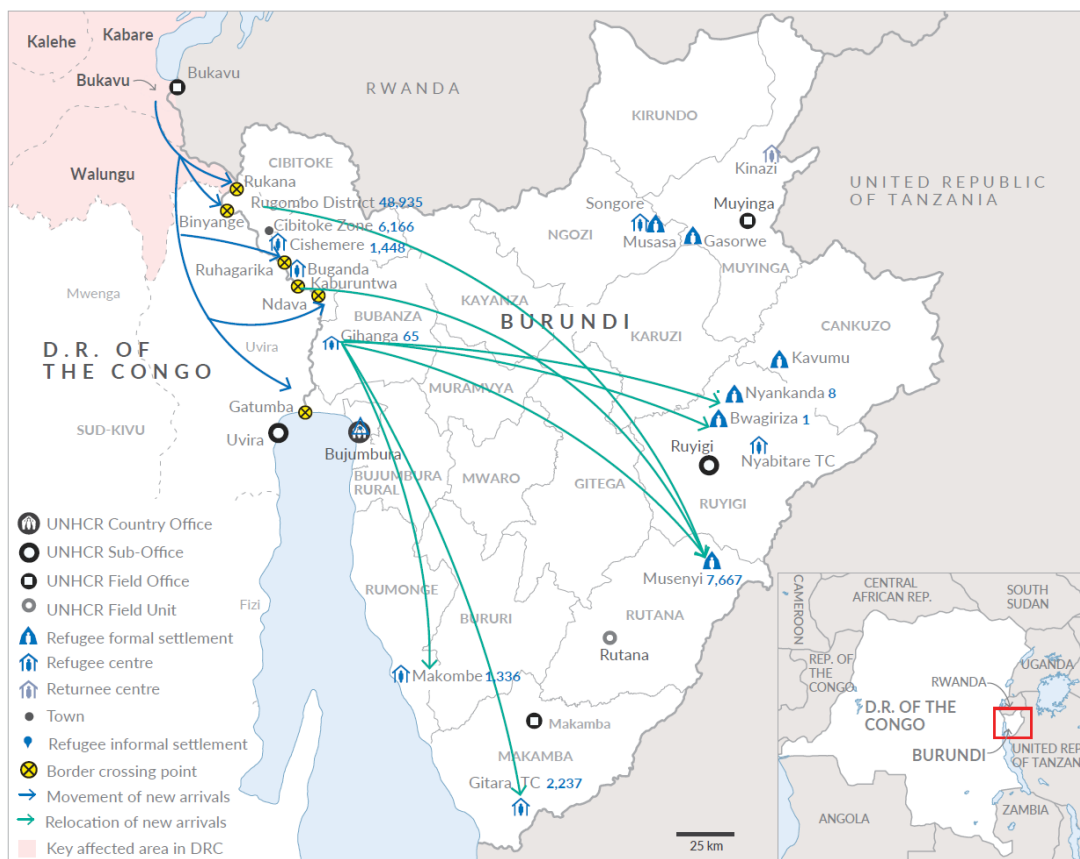 Kabare
Kalehe
Bukavu
Bukavu
RWANDA
KIRUNDO
CIBITOKE
Kinazi
Walungu
Rukana
UNITED REPUBLIC
OF TANZANIA
Rugombo District 48,935
Songore
Muyinga
Binyange
Cibitoke Zone 6,166
NGOZI
Musasa
Gasorwe
Cishemere 1,448
MUYINGA
Ruhagarika
Buganda
Kaburuntwa
Mwenga
Ndava
KAYANZA
BUBANZA
BURUNDI
CANKUZO
Gihanga 65
KARUZI
Uvira
D.R. OF
THE CONGO
Kavumu
MURAMVYA
Nyankanda 8
Gatumba
Bwagiriza 1
SUD-KIVU
Uvira
Ruyigi
Bujumbura
Nyabitare TC
BUJUMBURA
RURAL
MWARO
GITEGA
RUYIGI
UNHCR Country Office
UNHCR Sub-Office
UNHCR Field Office
UNHCR Field Unit
Refugee formal settlement
Refugee centre
Returnee centre
Town
Refugee informal settlement
Border crossing point
Movement of new arrivals
Relocation of new arrivals
Key affected area in DRC
Musenyi 7,667
RUMONGE
Fizi
BURURI
RUTANA
Rutana
Makombe 1,336
Makamba
MAKAMBA
Gitara TC 2,237
25 km
CAMEROON
CENTRAL
AFRICAN REP.
SOUTH
SUDAN
REP. OF
THE CONGO
UGANDA
RWANDA
D.R. OF THE
CONGO
BURUNDI
UNITED REP
OF TANZAN
ANGOLA
ZAMBIA